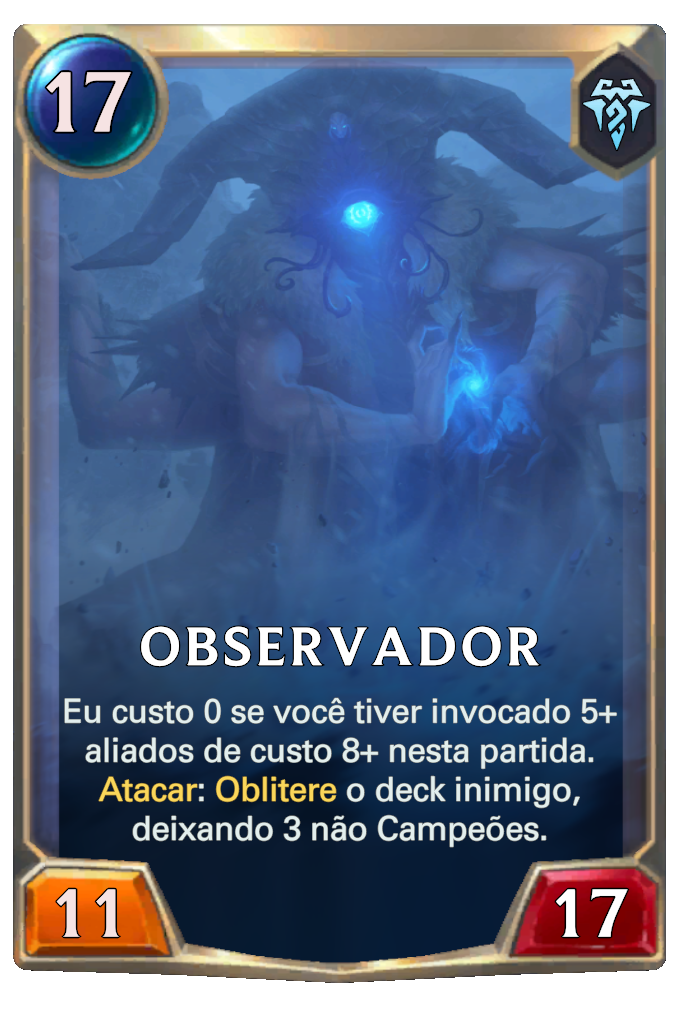 17
OBSERVADOR
Eu custo 0 se você tiver invocado 5+
aliados de custo 8+ nesta partida.
Atacar: Oblitere o deck inimigo,
deixando 3 não Campeões.
11
17